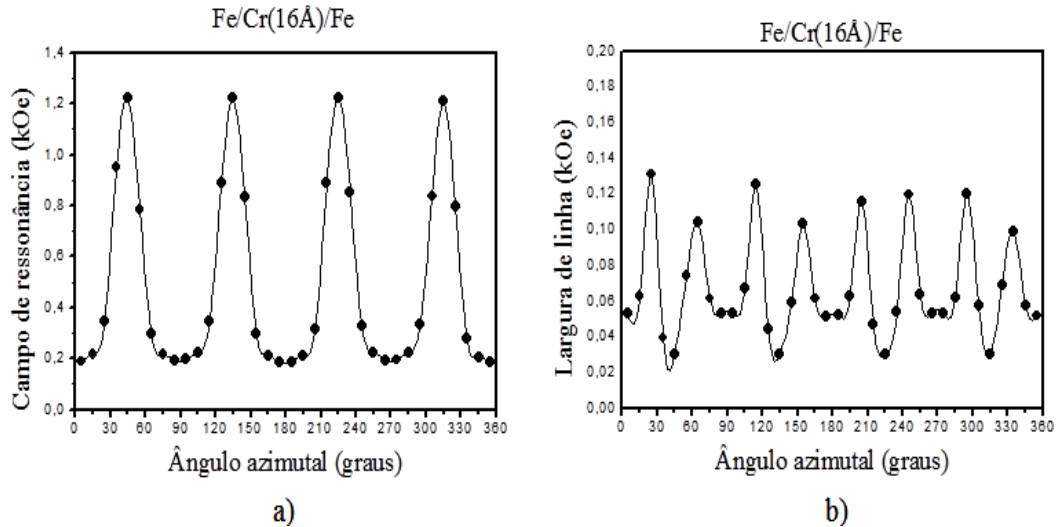 Fe/Cr(16Å)/Fe
Campo de ressonância (kOe)
1,4
1,2
1,0
0,8
0,6
0,4
0,2
0,0
0 30 60 90 120 150 180 210 240 270 300 330 360
Ângulo azimutal (graus)
a)
Fe/Cr(16Å)/Fe
Largura de linha (kOe)
0,20
0,18
0,16
0,14
0,12
0,10
0,08
0,06
0,04
0,02
0,00
0 30 60 90 120 150 180 210 240 270 300 330 360
Ângulo azimutal (graus)
b)